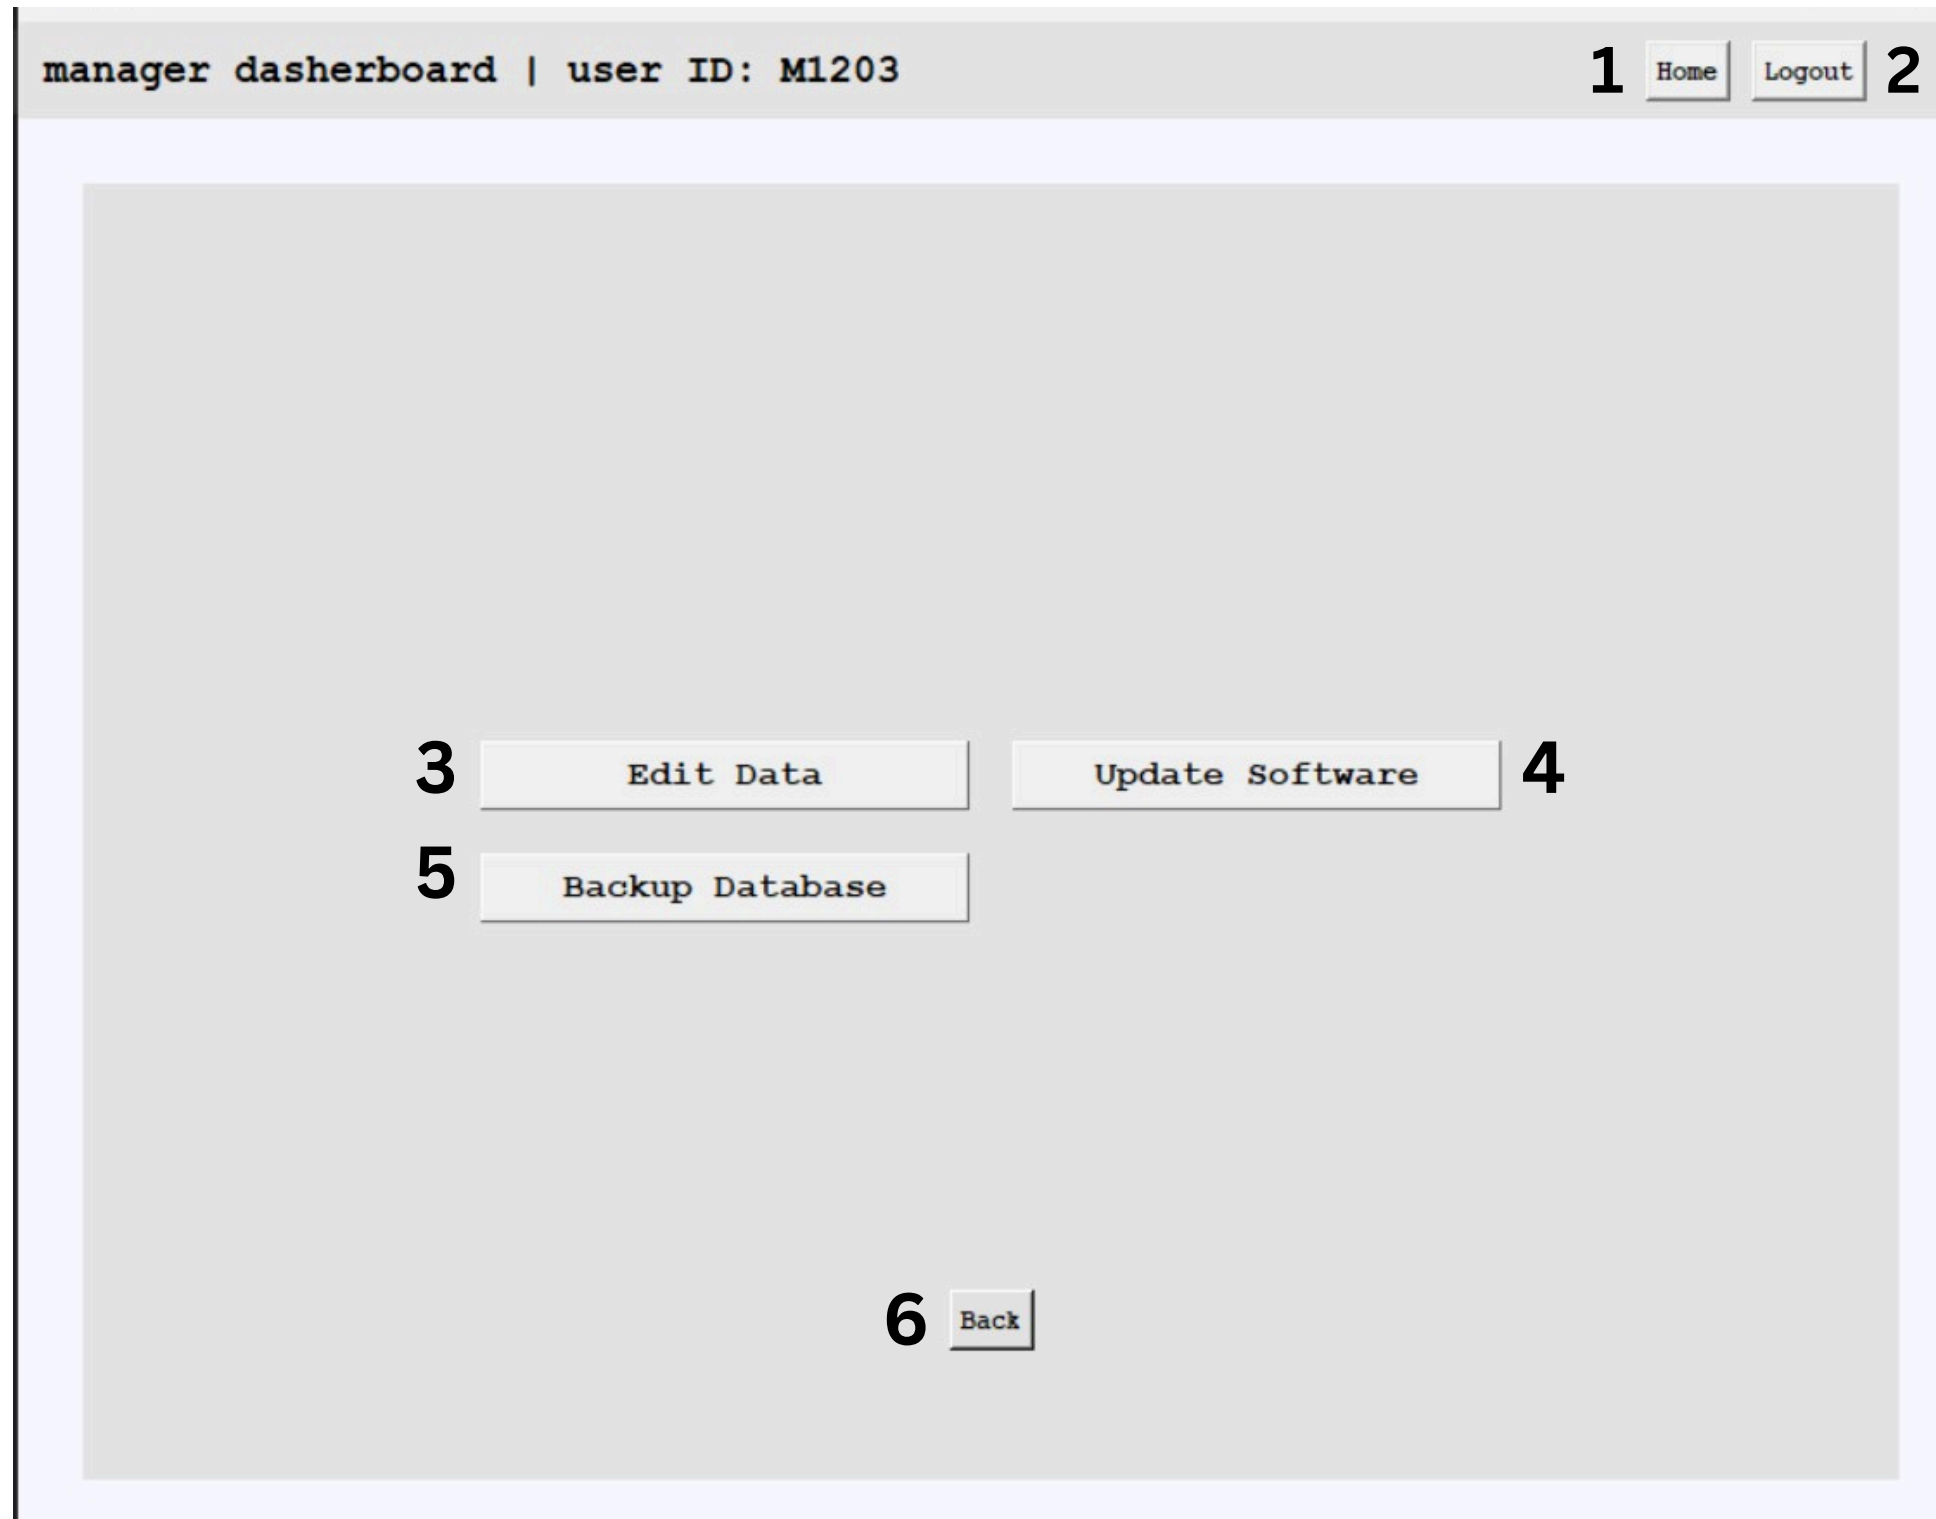 manager dasherboard | user ID: M1203 1 Home Logout 2
3 Edit Data Update Software 4
5 Backup Database
6 Back